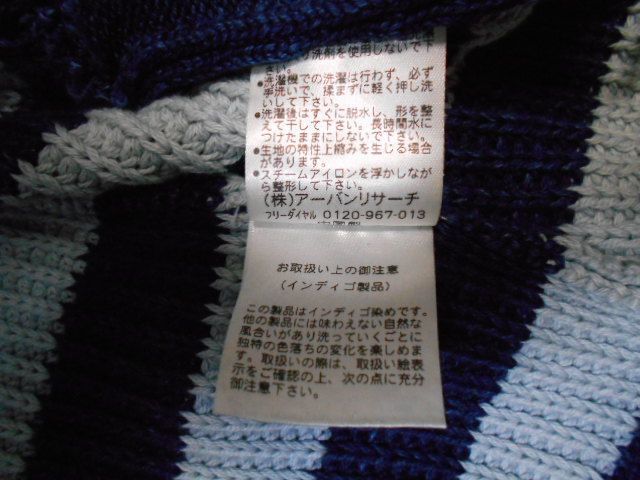 り洗剤を使用しないで下
さい。
●洗濯機での洗濯は行わず、必ず
手洗いで、揉まずに軽く押し洗
いして下さい。
●洗濯後はすぐに脱水し、形を整
えて干して下さい。長時間水に
つけたままにしないで下さい。
●生地の特性上縮みを生じる場合
があります。
●スチームアイロンを浮かしなが
ら整形して下さい。
(株)アーバンリサーチ
フリーダイヤル 0120-967-013
お取扱い上の御注意
(インディゴ製品)
この製品はインディゴ染めです。
他の製品には味わえない自然な
風合いがあり洗っていくごとに
独特の色落ちの変化を楽しめま
す。取扱いの際は、取扱い絵表
示をご確認の上、次の点に充分
御注意下さい。